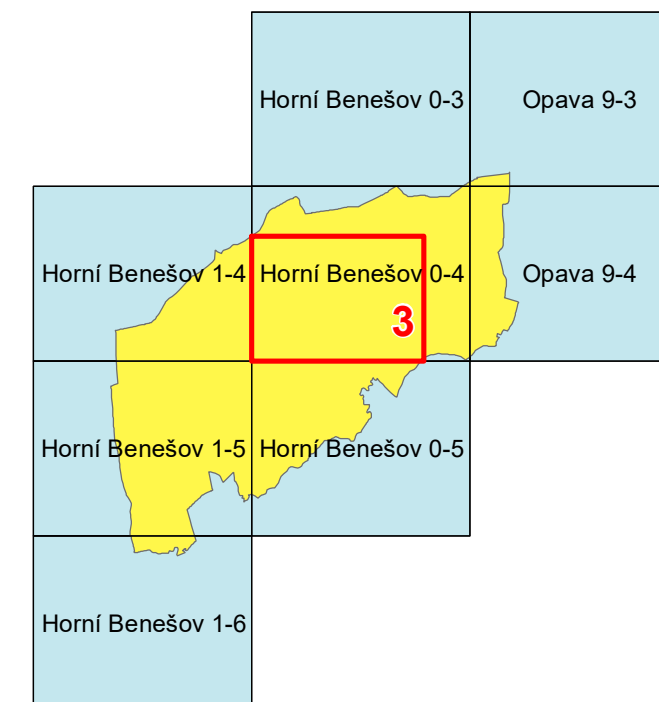 Horní Benešov 0-3
Opava 9-3
Horní Benešov 1-4
Horní Benešov 0-4
Opava 9-4
3
Horní Benešov 1-5
Horní Benešov 0-5
Horní Benešov 1-6